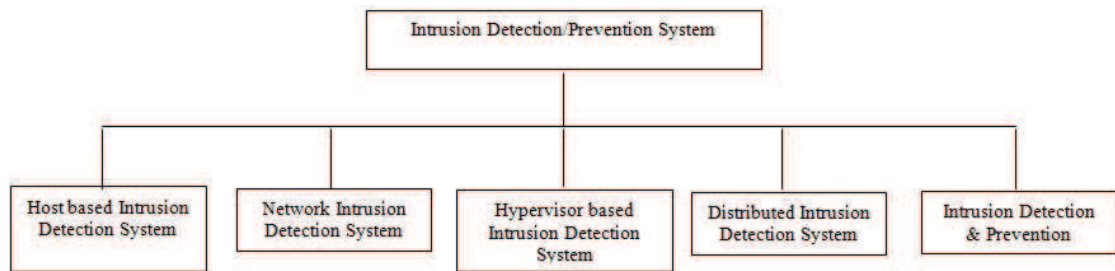 Intrusion Detection/Prevention System
Host based Intrusion
Detection System
Network Intrusion
Detection System
Hypervisor based
Intrusion Detection
System
Distributed Intrusion
Detection System
Intrusion Detection
& Prevention